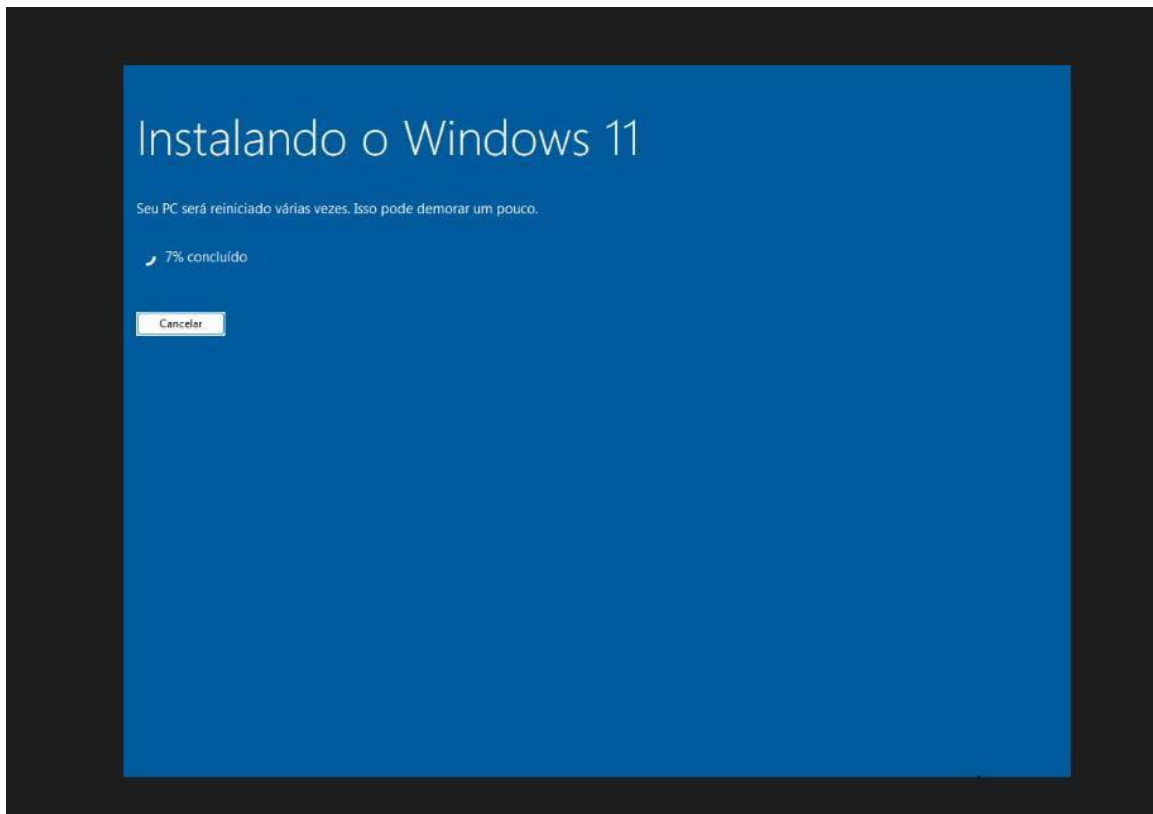 Instalando o Windows 11
Seu PC será reiniciado várias vezes. Isso pode demorar um pouco.
7% concluído
Cancelar